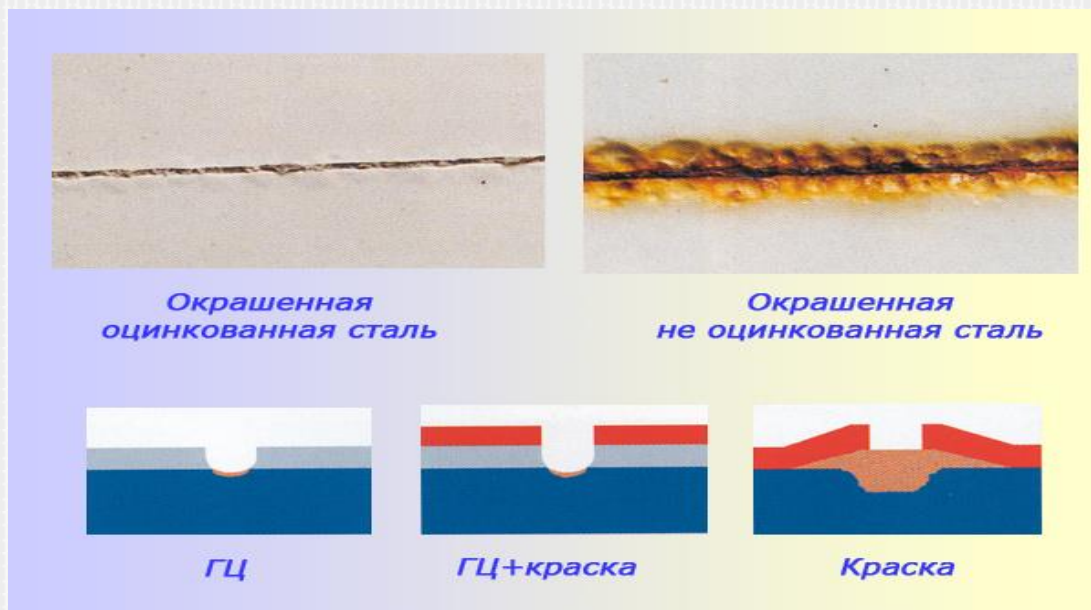 Окрашенная
оцинкованная сталь
Окрашенная
не оцинкованная сталь
ГЦ
ГЦ+краска
Краска